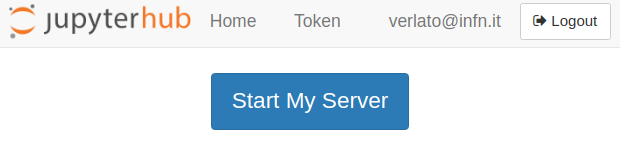 jupyterhub Home Token verlato@infn.it Logout
Start My Server